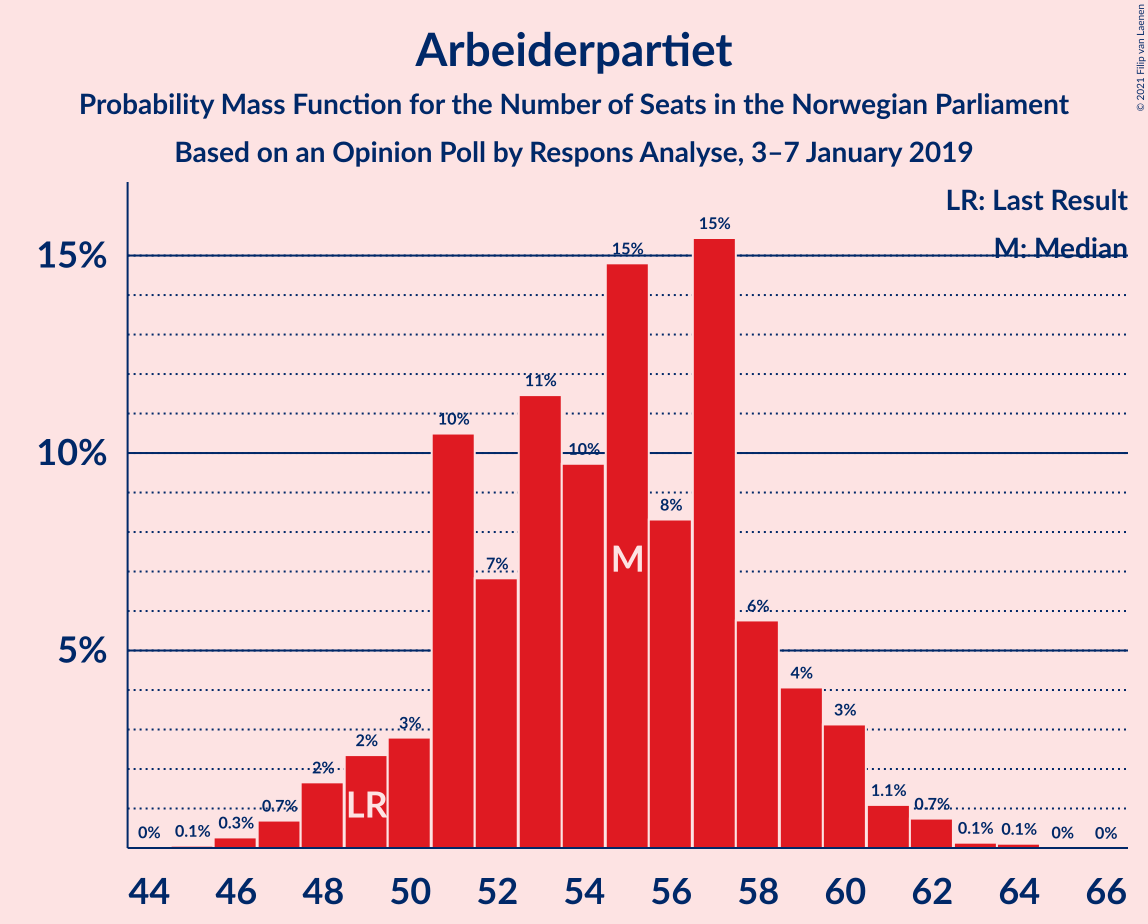 Arbeiderpartiet
Probability Mass Function for the Number of Seats in the Norwegian Parliament
Based on an Opinion Poll by Respons Analyse, 3–7 January 2019
© 2021 Filip van Laenen
LR: Last Result
M: Median
15%
10%
5%
0%
0.1%
0.3%
0.7%
2%
2%
3%
10%
7%
11%
10%
15%
8%
15%
6%
4%
3%
1.1%
0.7%
0.1%
0.1%
0%
0%
LR
M
44 46 48 50 52 54 56 58 60 62 64 66